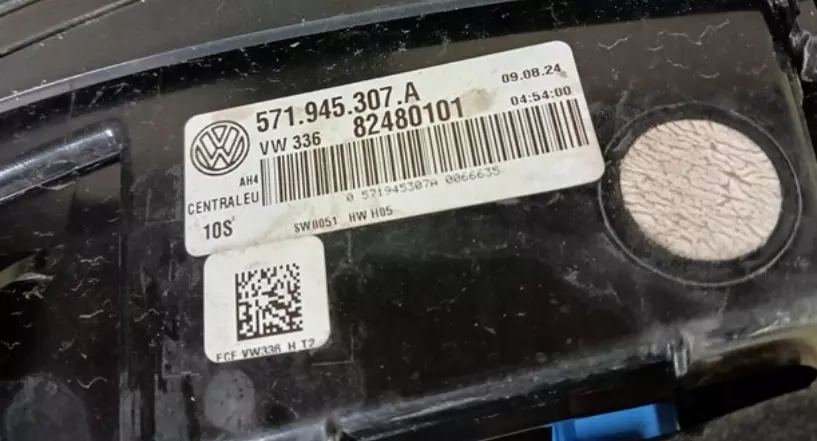 571.945.307.A
09.08.24
VW 336
82480101
04:54:00
AH4
CENTRALEU
0 571945307A 0066635
10S
SW0051 HW H05
ECE VW336 H T2